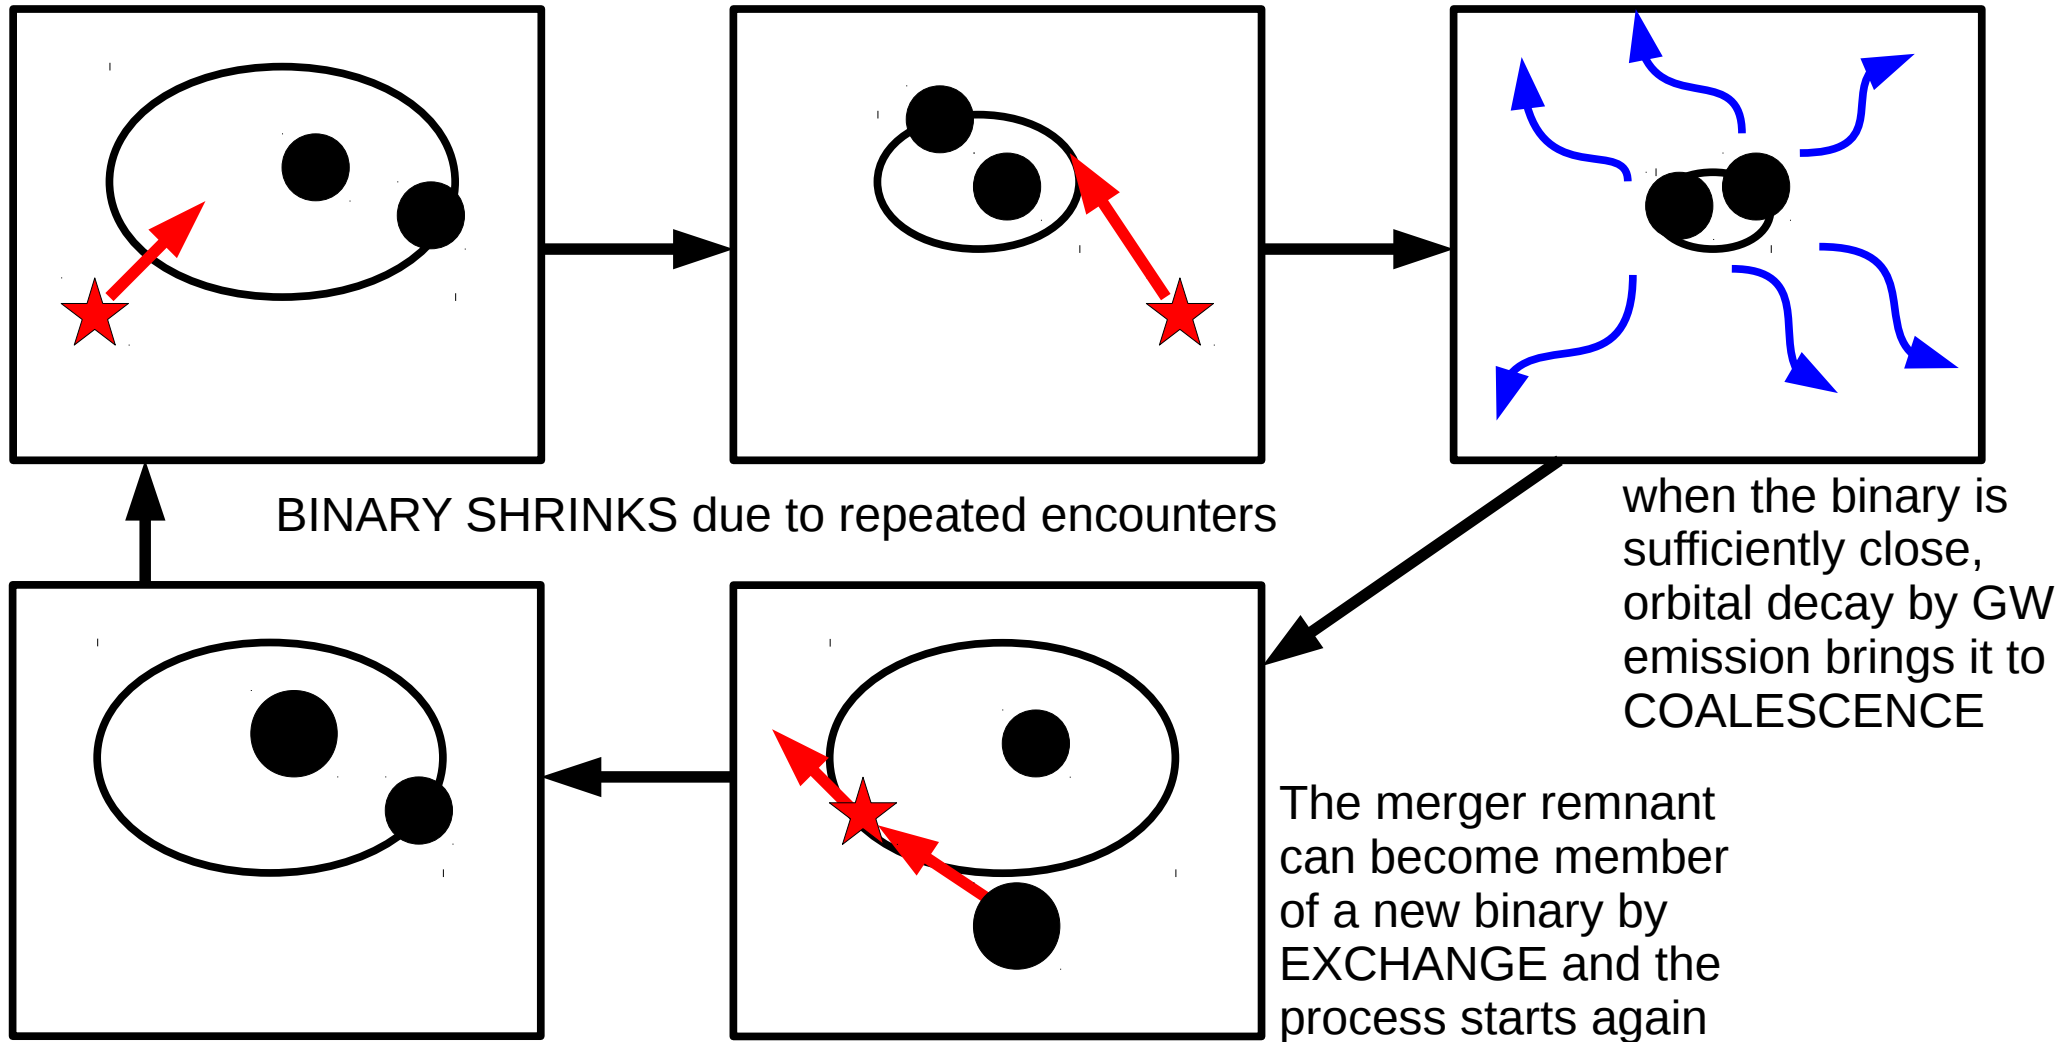 BINARY SHRINKS due to repeated encounters
when the binary is
sufficiently close,
orbital decay by GW
emission brings it to
COALESCENCE
The merger remnant
can become member
of a new binary by
EXCHANGE and the
process starts again